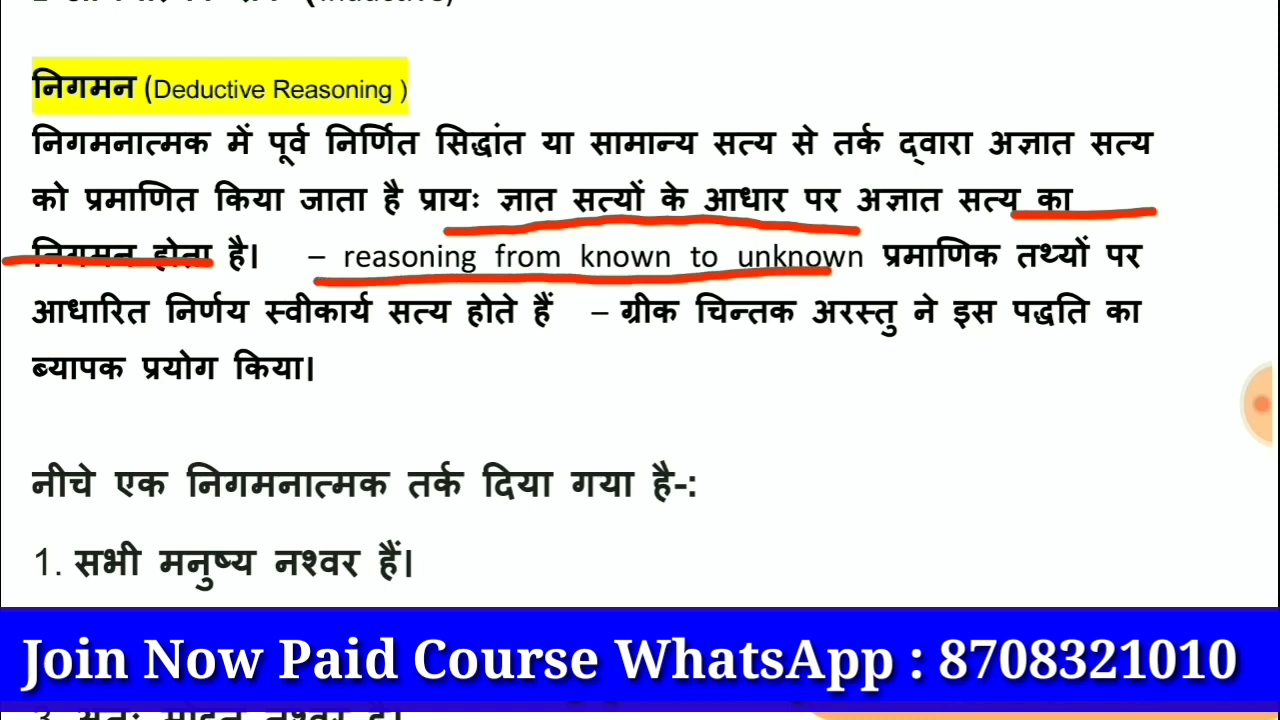 निगमन (Deductive Reasoning )
निगमनात्मक में पूर्व निर्णित सिद्धांत या सामान्य सत्य से तर्क द्वारा अज्ञात सत्य
को प्रमाणित किया जाता है प्रायः ज्ञात सत्यों के आधार पर अज्ञात सत्य का
निगमन होता है। – reasoning from known to unknown प्रमाणिक तथ्यों पर
आधारित निर्णय स्वीकार्य सत्य होते हैं – ग्रीक चिन्तक अरस्तु ने इस पद्धति का
ब्यापक प्रयोग किया।
नीचे एक निगमनात्मक तर्क दिया गया है-:
1. सभी मनुष्य नश्वर हैं।
Join Now Paid Course WhatsApp : 8708321010